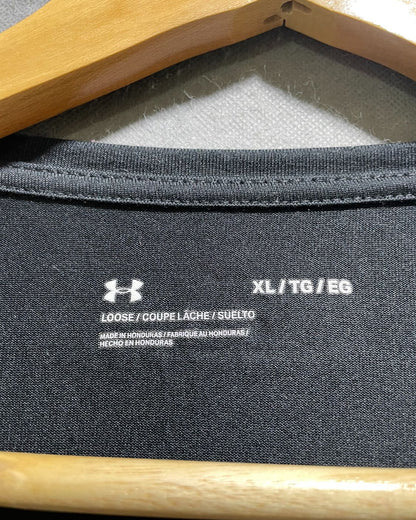 XL / TG / EG
LOOSE / COUPE LÂCHE / SUELTO
MADE IN HONDURAS / FABRIQUÉ AU HONDURAS /
HECHO EN HONDURAS